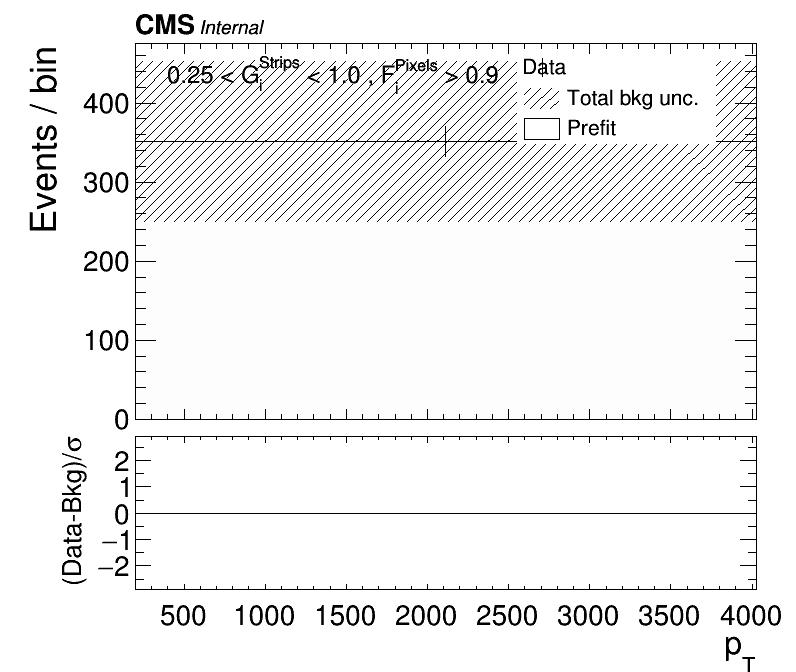 CMS Internal
0.25 < G_i^Strips < 1.0 , F_i^Pixels > 0.9
Data
Total bkg unc.
Prefit
Events / bin
400
300
200
100
0
(Data-Bkg)/σ
2
1
0
−1
−2
500 1000 1500 2000 2500 3000 3500 4000
p_T